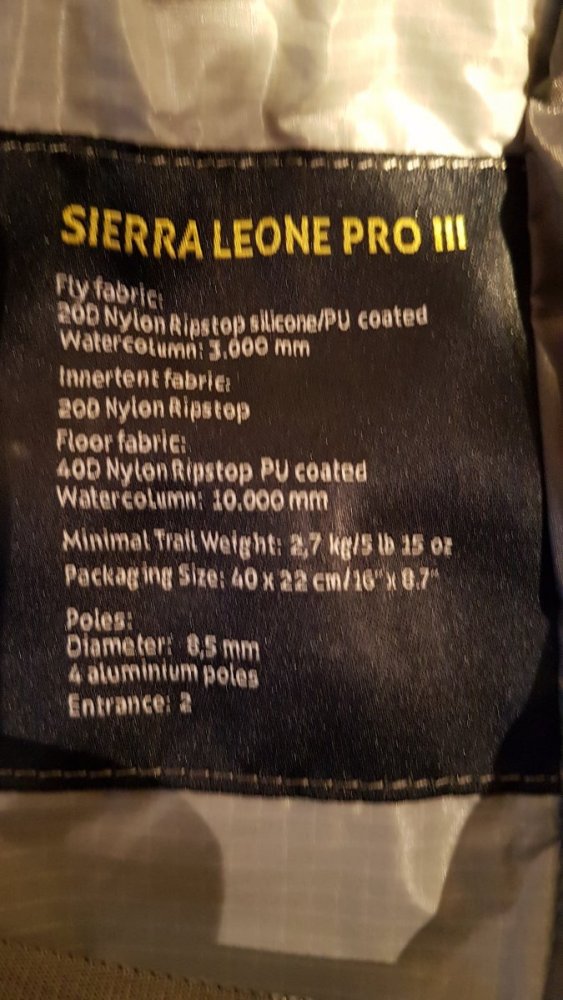 SIERRA LEONE PRO III
Fly fabric:
20D Nylon Ripstop silicone/PU coated
Watercolumn: 3.000 mm
Innertent fabric:
20D Nylon Ripstop
Floor fabric:
40D Nylon Ripstop PU coated
Watercolumn: 10.000 mm
Minimal Trail Weight: 2,7 kg/5 lb 15 oz
Packaging Size: 40 x 22 cm/16" x 8.7"
Poles:
Diameter: 8,5 mm
4 aluminium poles
Entrance: 2